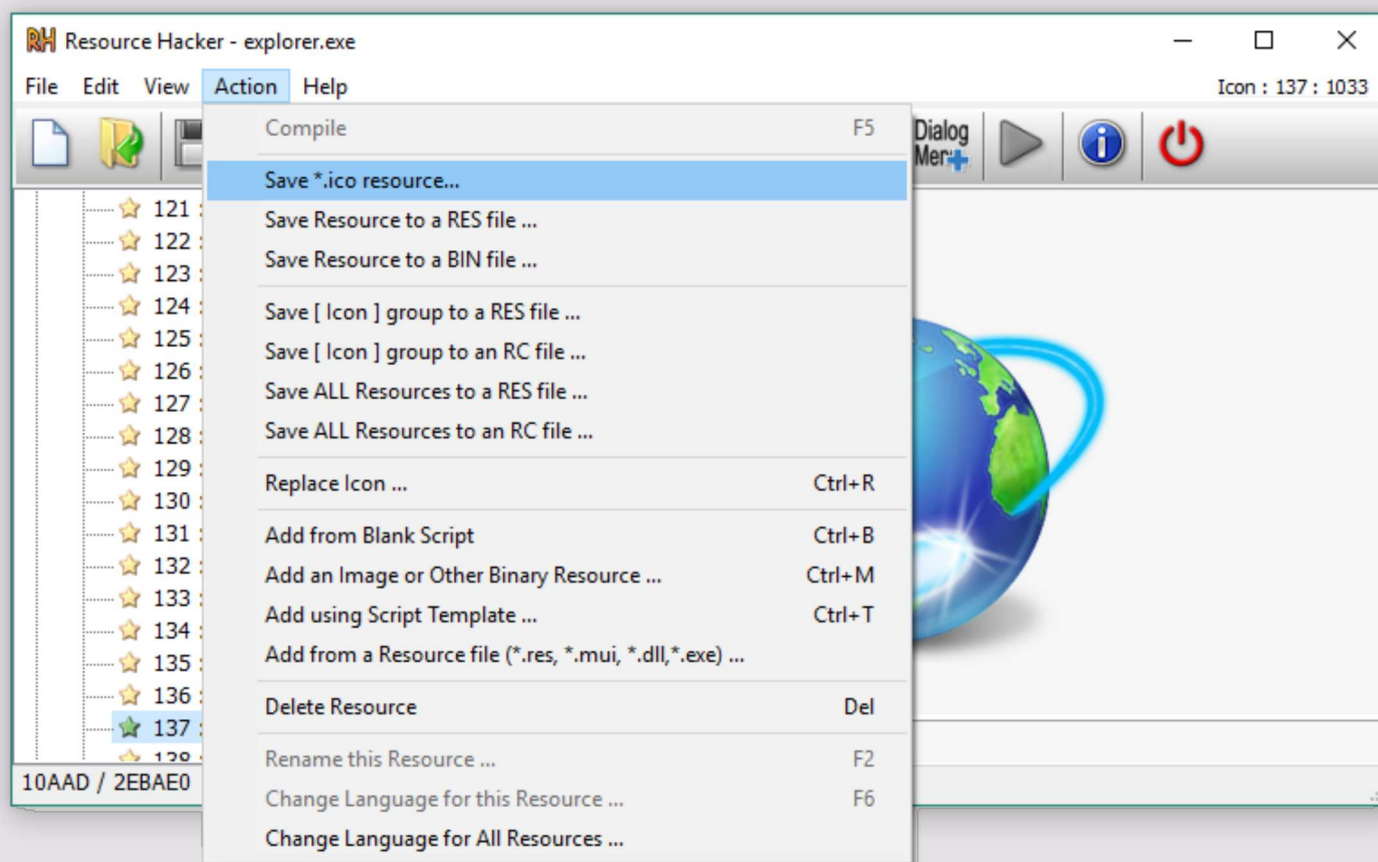 RH Resource Hacker - explorer.exe
File Edit View Action Help Icon : 137 : 1033
Compile F5
Dialog
Save *.ico resource...
Save Resource to a RES file ...
Save Resource to a BIN file ...
Save [ Icon ] group to a RES file ...
Save [ Icon ] group to an RC file ...
Save ALL Resources to a RES file ...
Save ALL Resources to an RC file ...
Replace Icon ... Ctrl+R
Add from Blank Script Ctrl+B
Add an Image or Other Binary Resource ... Ctrl+M
Add using Script Template ... Ctrl+T
Add from a Resource file (*.res, *.mui, *.dll,*.exe) ...
Delete Resource Del
Rename this Resource ... F2
Change Language for this Resource ... F6
Change Language for All Resources ...
121 :
122 :
123 :
124 :
125 :
126 :
127 :
128 :
129 :
130 :
131 :
132 :
133 :
134 :
135 :
136 :
137 :
10AAD / 2EBAE0